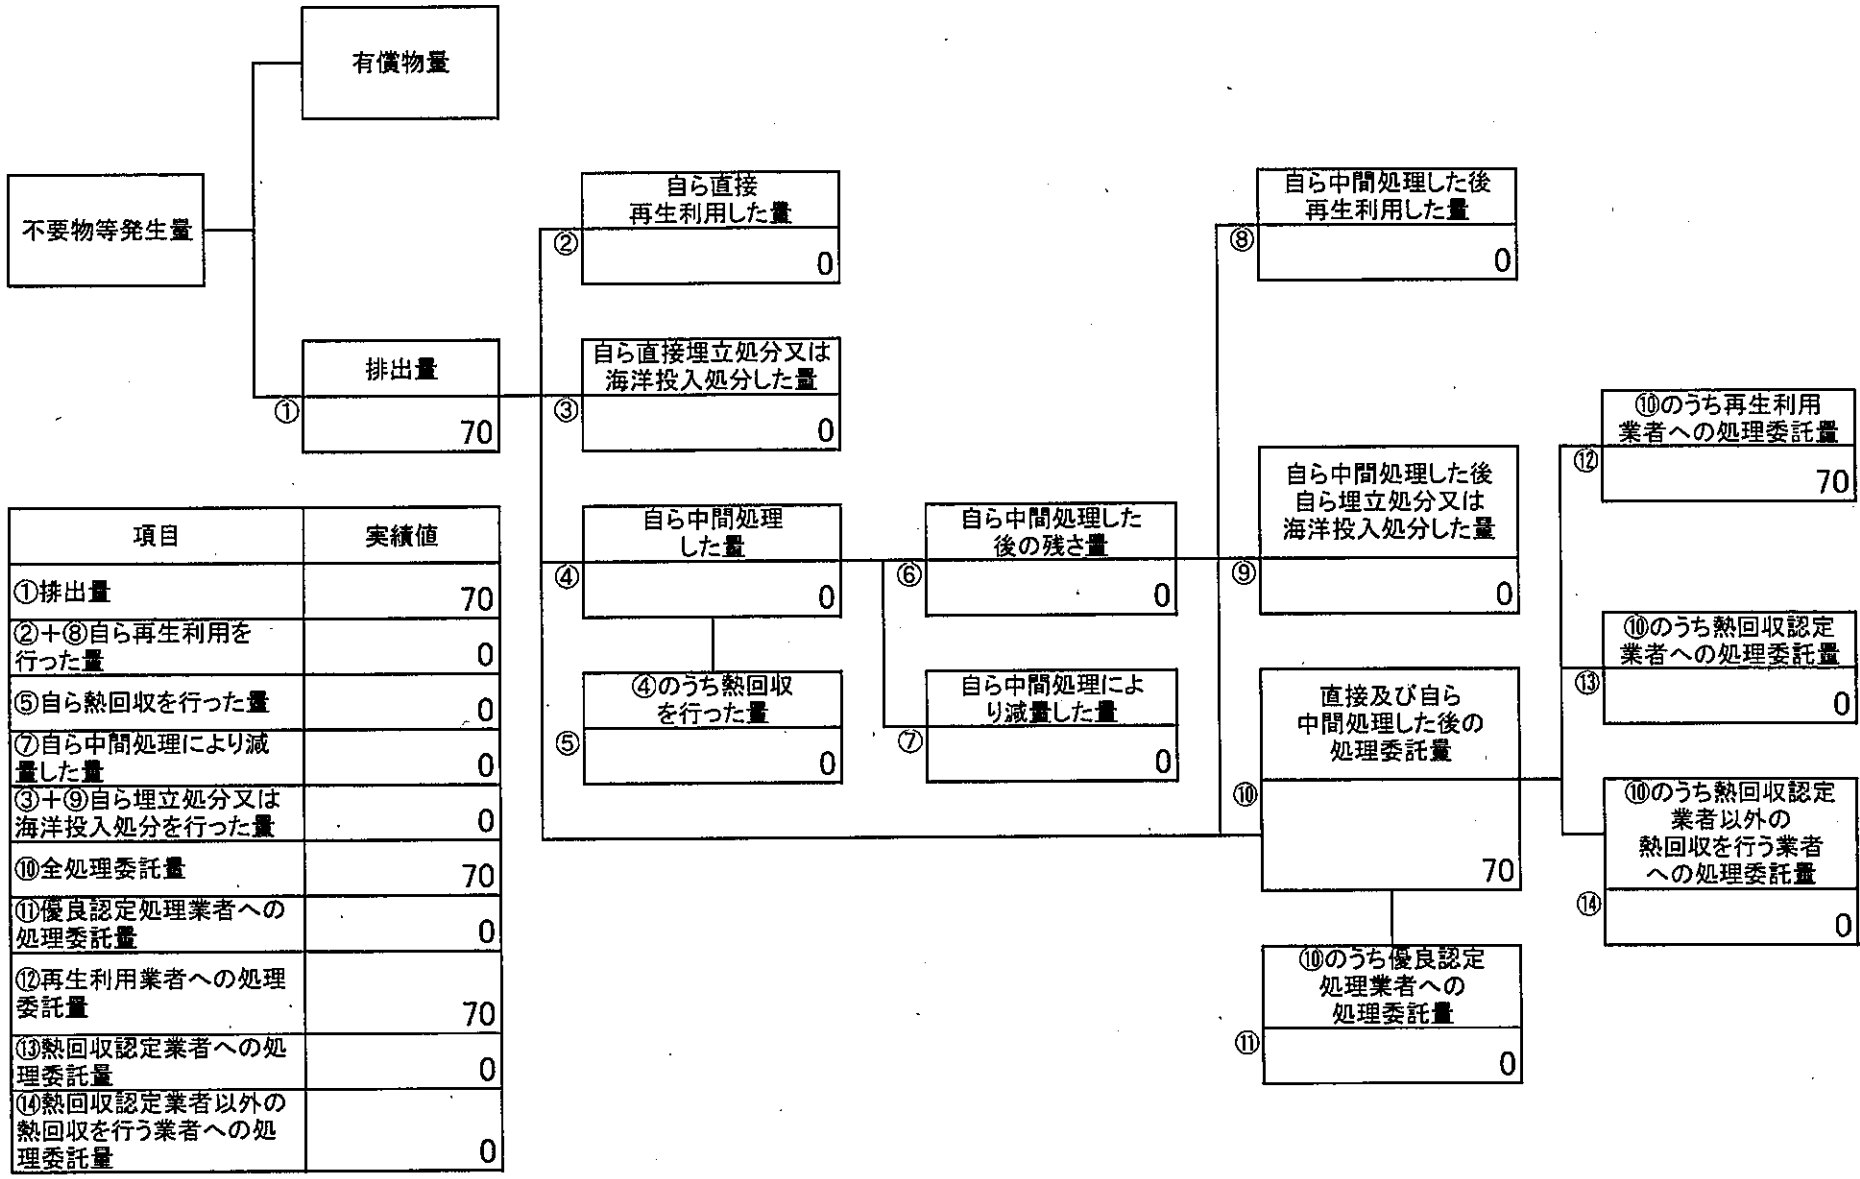 有償物量
不要物等発生量
排出量
①
70
自ら直接
再生利用した量
②
0
自ら直接埋立処分又は
海洋投入処分した量
③
0
自ら中間処理
した量
④
0
④のうち熱回収
を行った量
⑤
0
自ら中間処理した
後の残さ量
⑥
0
自ら中間処理によ
り減量した量
⑦
0
自ら中間処理した後
再生利用した量
⑧
0
自ら中間処理した後
自ら埋立処分又は
海洋投入処分した量
⑨
0
直接及び自ら
中間処理した後の
処理委託量
⑩
70
⑩のうち優良認定
処理業者への
処理委託量
⑪
0
⑩のうち再生利用
業者への処理委託量
⑫
70
⑩のうち熱回収認定
業者への処理委託量
⑬
0
⑩のうち熱回収認定
業者以外の
熱回収を行う業者
への処理委託量
⑭
0
項目 実績値
①排出量 70
②＋⑧自ら再生利用を
行った量 0
⑤自ら熱回収を行った量 0
⑦自ら中間処理により減
量した量 0
③＋⑨自ら埋立処分又は
海洋投入処分を行った量 0
⑩全処理委託量 70
⑪優良認定処理業者への
処理委託量 0
⑫再生利用業者への処理
委託量 70
⑬熱回収認定業者への処
理委託量 0
⑭熱回収認定業者以外の
熱回収を行う業者への処
理委託量 0